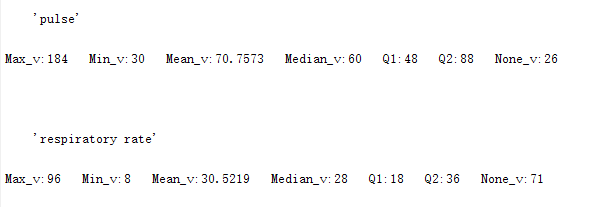 'pulse'
Max_v:184 Min_v:30 Mean_v:70.7573 Median_v:60 Q1:48 Q2:88 None_v:26
'respiratory rate'
Max_v:96 Min_v:8 Mean_v:30.5219 Median_v:28 Q1:18 Q2:36 None_v:71